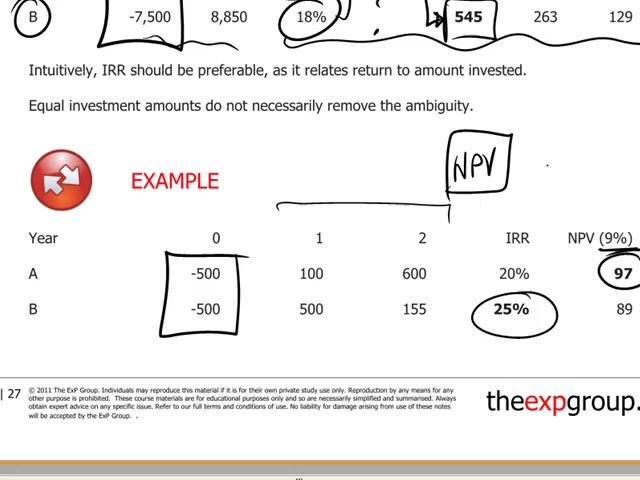 B -7,500 8,850 18% 545 263 129
Intuitively, IRR should be preferable, as it relates return to amount invested.
Equal investment amounts do not necessarily remove the ambiguity.
NPV
EXAMPLE
Year 0 1 2 IRR NPV (9%)
A -500 100 600 20% 97
B -500 500 155 25% 89
| 27
© 2011 The ExP Group. Individuals may reproduce this material if it is for their own private study use only. Reproduction by any means for any
other purpose is prohibited. These course materials are for educational purposes only and so are necessarily simplified and summarised. Always
obtain expert advice on any specific issue. Refer to our full terms and conditions of use. No liability for damage arising from use of these notes
will be accepted by the ExP Group. .
theexpgroup.